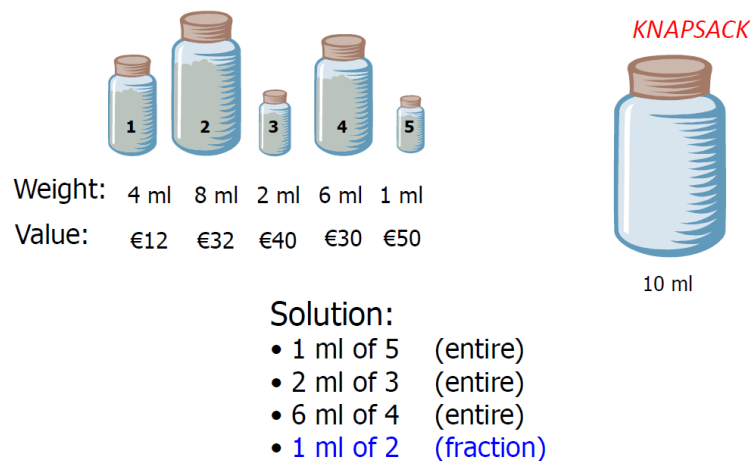 KNAPSACK
1 2 3 4 5
Weight: 4 ml 8 ml 2 ml 6 ml 1 ml
Value: €12 €32 €40 €30 €50
10 ml
Solution:
• 1 ml of 5 (entire)
• 2 ml of 3 (entire)
• 6 ml of 4 (entire)
• 1 ml of 2 (fraction)